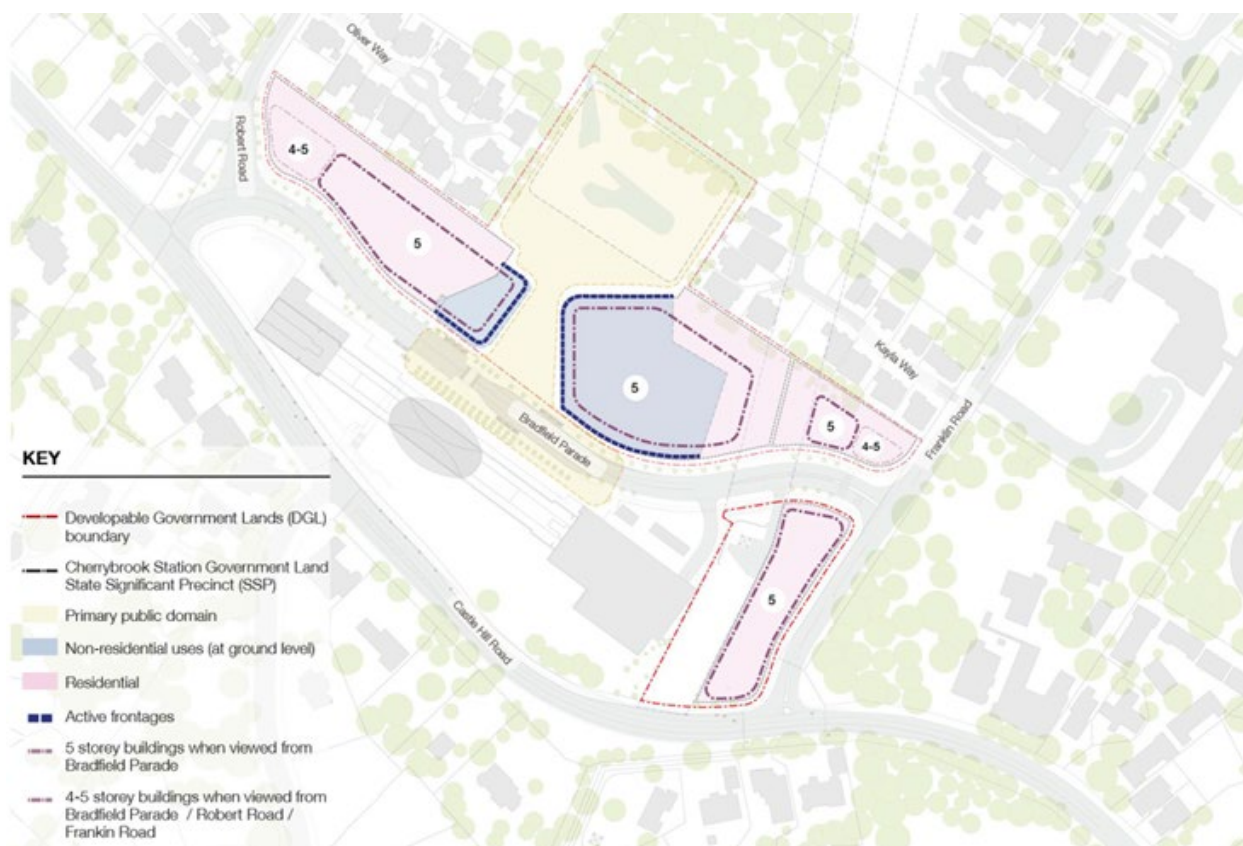 Oliver Way
Robert Road
4-5
5
5
Kayla Way
5
4-5
Franklin Road
Bradfield Parade
5
Castle Hill Road
KEY
Developable Government Lands (DGL)
boundary
Cherrybrook Station Government Land
State Significant Precinct (SSP)
Primary public domain
Non-residential uses (at ground level)
Residential
Active frontages
5 storey buildings when viewed from
Bradfield Parade
4-5 storey buildings when viewed from
Bradfield Parade / Robert Road /
Frankin Road